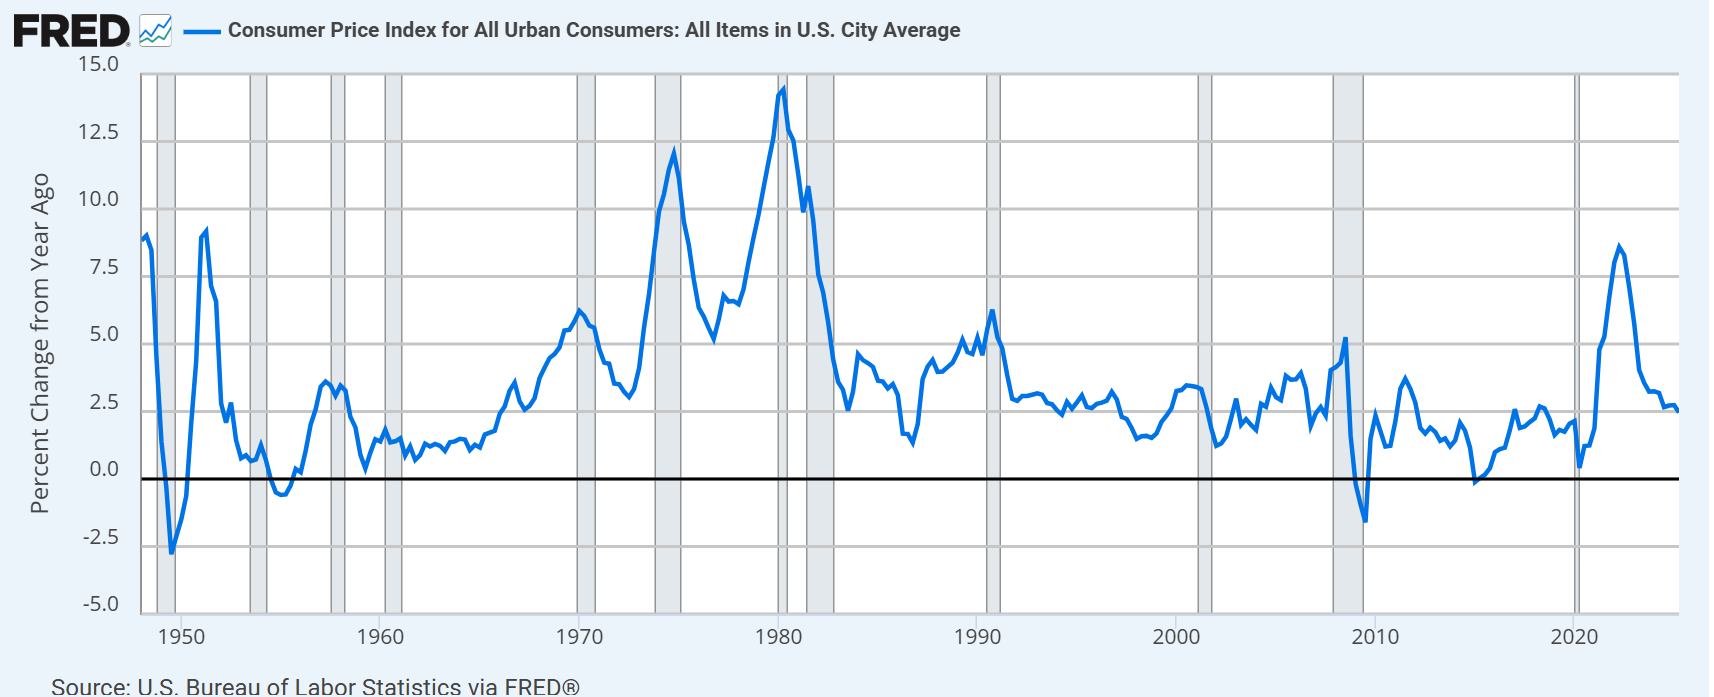 FRED
Consumer Price Index for All Urban Consumers: All Items in U.S. City Average
Percent Change from Year Ago
15.0
12.5
10.0
7.5
5.0
2.5
0.0
-2.5
-5.0
1950 1960 1970 1980 1990 2000 2010 2020
Source: U.S. Bureau of Labor Statistics via FRED®